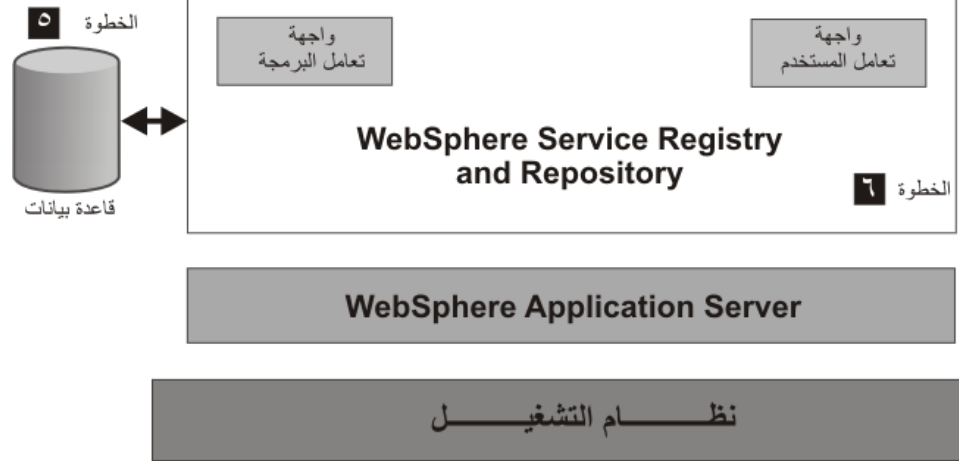 الخطوة ٥
قاعدة بيانات
واجهة
تعامل البرمجة
واجهة
تعامل المستخدم
WebSphere Service Registry
and Repository
الخطوة ٦
WebSphere Application Server
نظـــــــام التشغيـــــــل